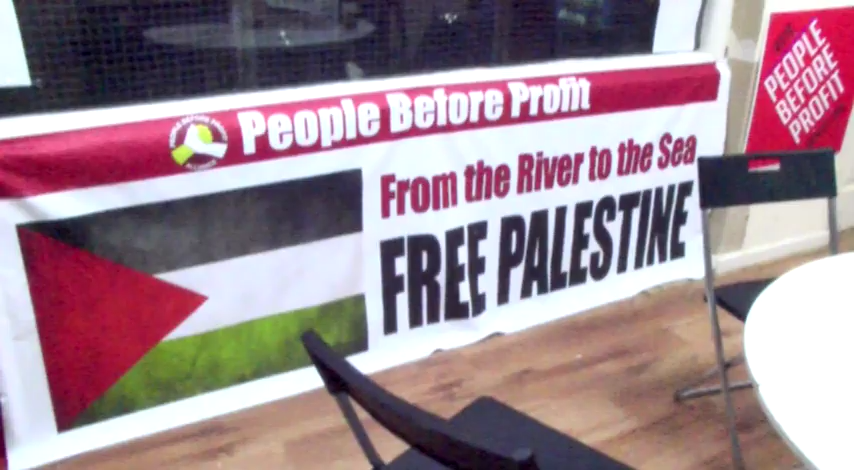 People Before Profit
From the River to the Sea
FREE PALESTINE
PEOPLE
BEFORE
PROFIT